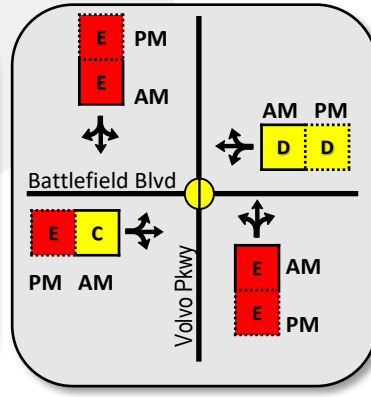 E PM
E AM
AM PM
D D
Battlefield Blvd
E C
PM AM
Volvo Pkwy
E AM
E PM